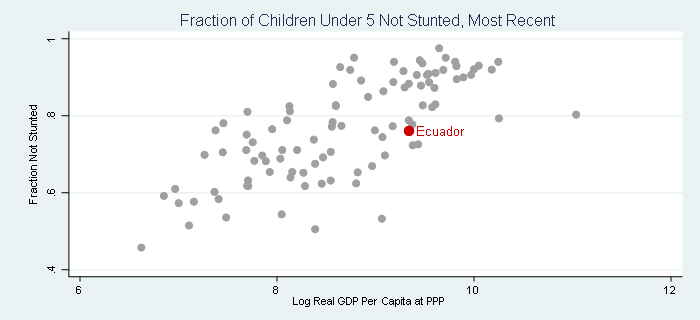 Fraction of Children Under 5 Not Stunted, Most Recent
1
.8
.6
.4
Fraction Not Stunted
Ecuador
6 8 10 12
Log Real GDP Per Capita at PPP